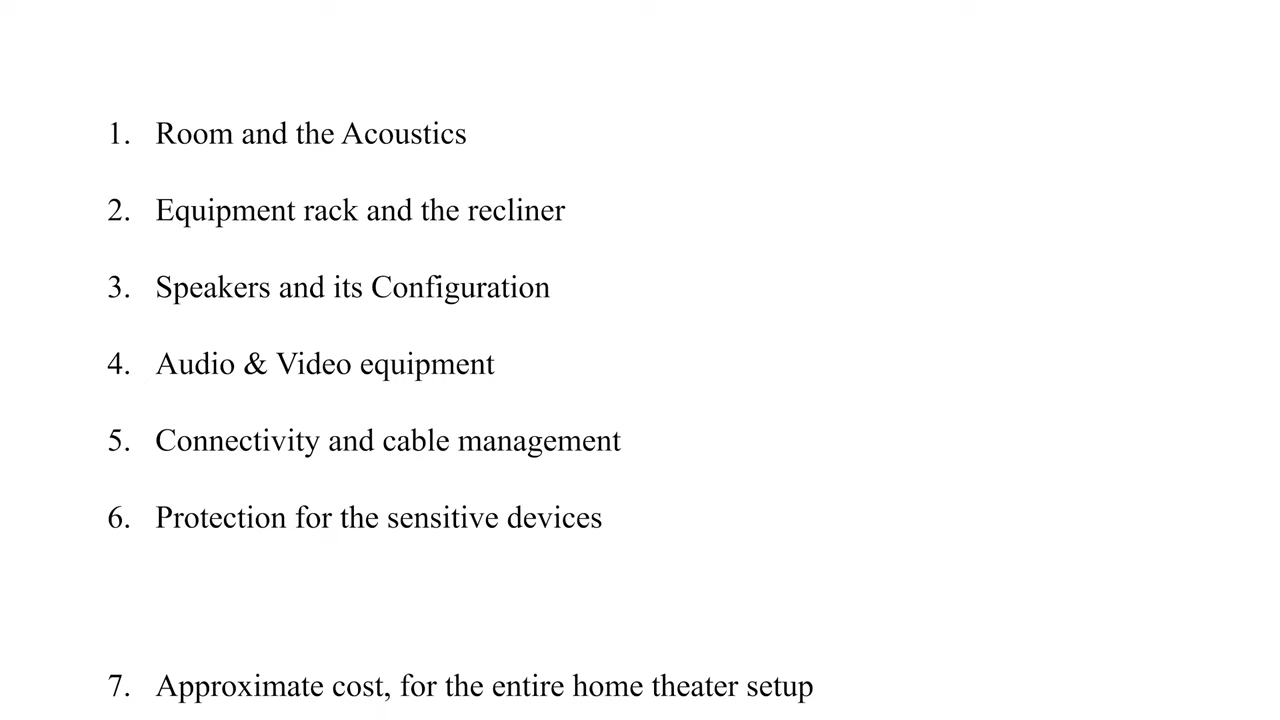 1. Room and the Acoustics
2. Equipment rack and the recliner
3. Speakers and its Configuration
4. Audio & Video equipment
5. Connectivity and cable management
6. Protection for the sensitive devices
7. Approximate cost, for the entire home theater setup